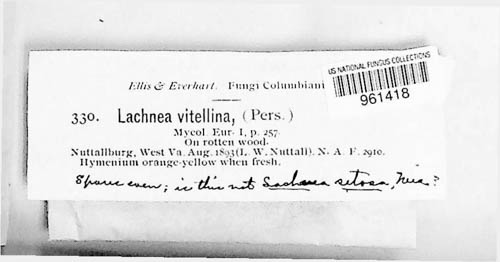 Ellis & Everhart. Fungi Columbiani
US NATIONAL FUNGUS COLLECTIONS
961418
330. Lachnea vitellina, (Pers.)
Mycol. Eur. I, p. 257.
On rotten wood.
Nuttallburg, West Va. Aug. 1893 (L. W. Nuttall). N. A. F. 2910.
Hymenium orange-yellow when fresh.
even; is this not Lachnea setosa, Nees?